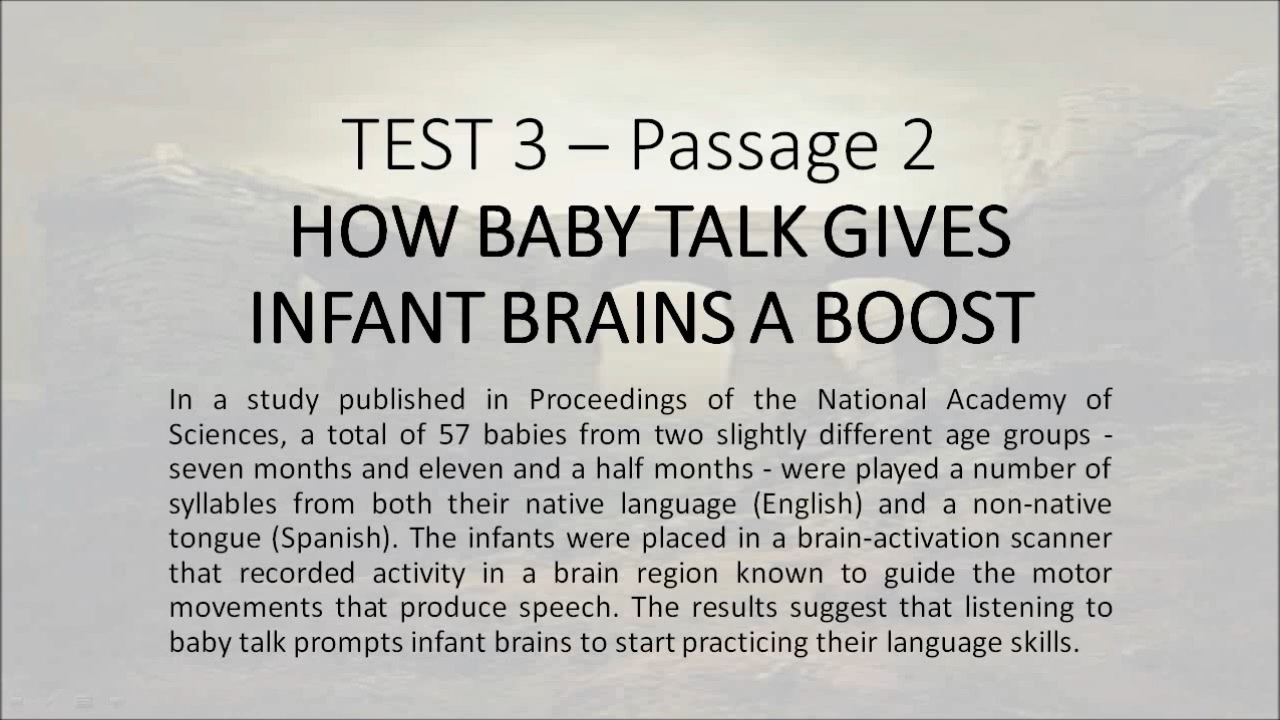 TEST 3 – Passage 2
HOW BABY TALK GIVES
INFANT BRAINS A BOOST
In a study published in Proceedings of the National Academy of
Sciences, a total of 57 babies from two slightly different age groups -
seven months and eleven and a half months - were played a number of
syllables from both their native language (English) and a non-native
tongue (Spanish). The infants were placed in a brain-activation scanner
that recorded activity in a brain region known to guide the motor
movements that produce speech. The results suggest that listening to
baby talk prompts infant brains to start practicing their language skills.